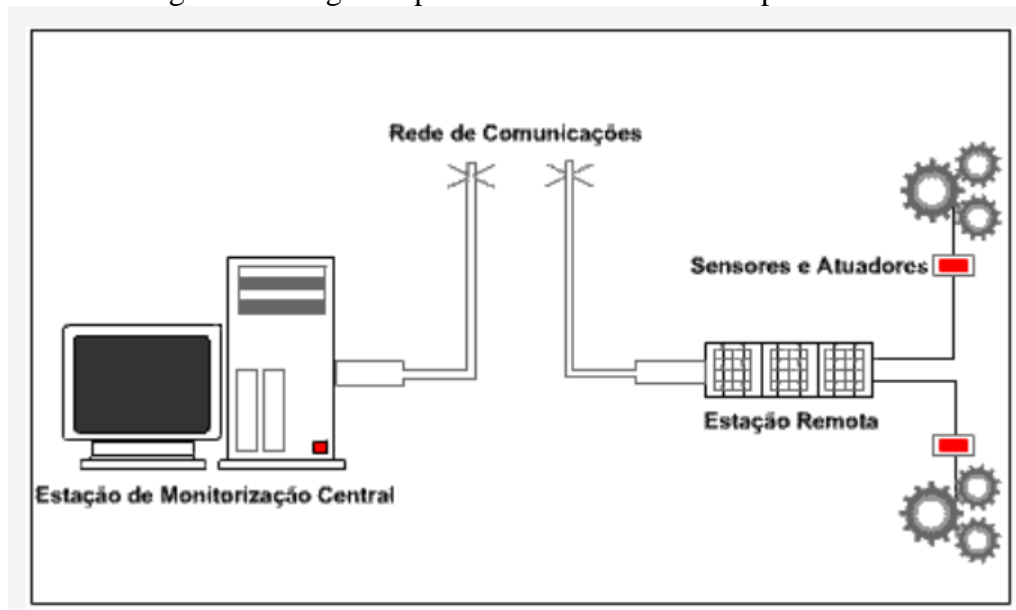 Rede de Comunicações
Sensores e Atuadores
Estação Remota
Estação de Monitorização Central